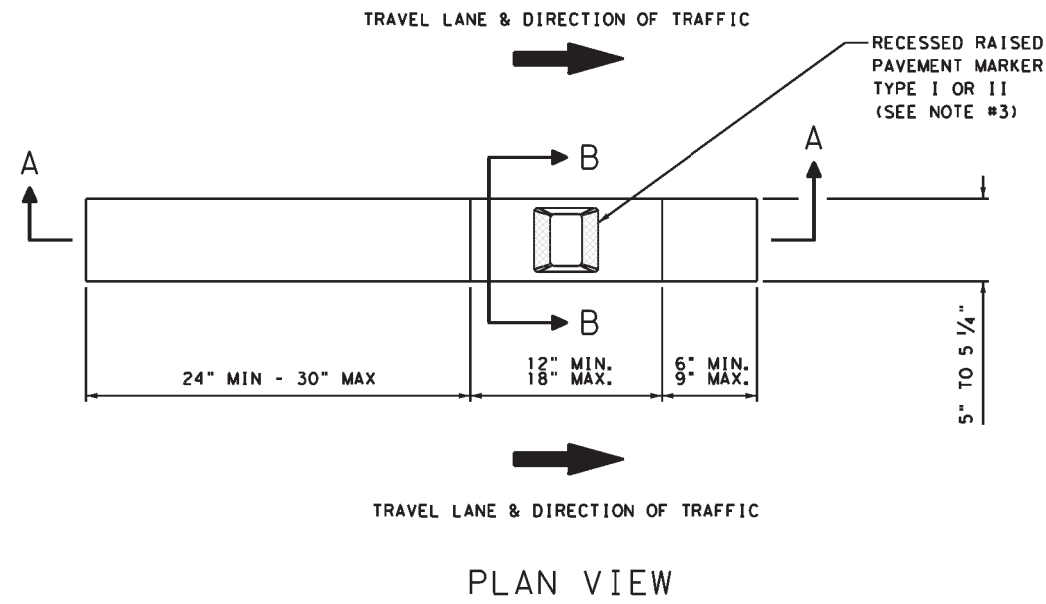 TRAVEL LANE & DIRECTION OF TRAFFIC
RECESSED RAISED
PAVEMENT MARKER
TYPE I OR II
(SEE NOTE #3)
A
A
B
B
24" MIN - 30" MAX
12" MIN.
18" MAX.
6" MIN.
9" MAX.
5" TO 5 1/4"
TRAVEL LANE & DIRECTION OF TRAFFIC
PLAN VIEW